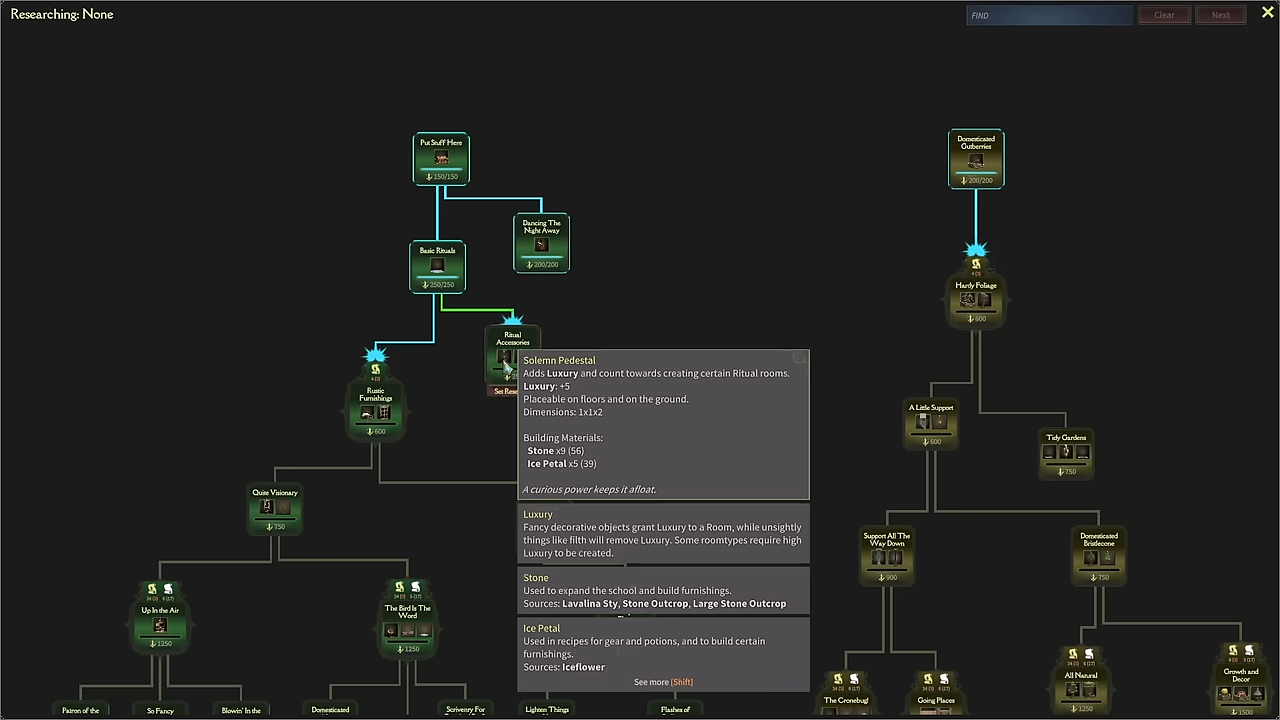 Researching: None
FIND
Clear
Next
Put Stuff Here
150/150
Domesticated
Gutberries
200/200
Dancing The
Night Away
200/200
Basic Rituals
250/250
4 (1)
Hardy Foliage
600
Ritual
Accessories
4 (1)
Rustic
Furnishings
600
Solemn Pedestal
Adds Luxury and count towards creating certain Ritual rooms.
Luxury: +5
Placeable on floors and on the ground.
Dimensions: 1x1x2
Building Materials:
Stone x9 (56)
Ice Petal x5 (39)
A curious power keeps it afloat.
Luxury
Fancy decorative objects grant Luxury to a Room, while unsightly
things like filth will remove Luxury. Some roomtypes require high
Luxury to be created.
Stone
Used to expand the school and build furnishings.
Sources: Lavalina Sty, Stone Outcrop, Large Stone Outcrop
Ice Petal
Used in recipes for gear and potions, and to build certain
furnishings.
Sources: Iceflower
See more [Shift]
A Little Support
600
Tidy Gardens
750
Quite Visionary
750
Support All The
Way Down
900
Domesticated
Bristlecone
750
Up In the Air
1250
The Bird Is The
Word
1250
All Natural
1250
Growth and
Decor
1500
The Cronebug!
Going Places
Patron of the
So Fancy
Blowin' In the
Domesticated
Scrivenry For
Lighten Things
Flashes of